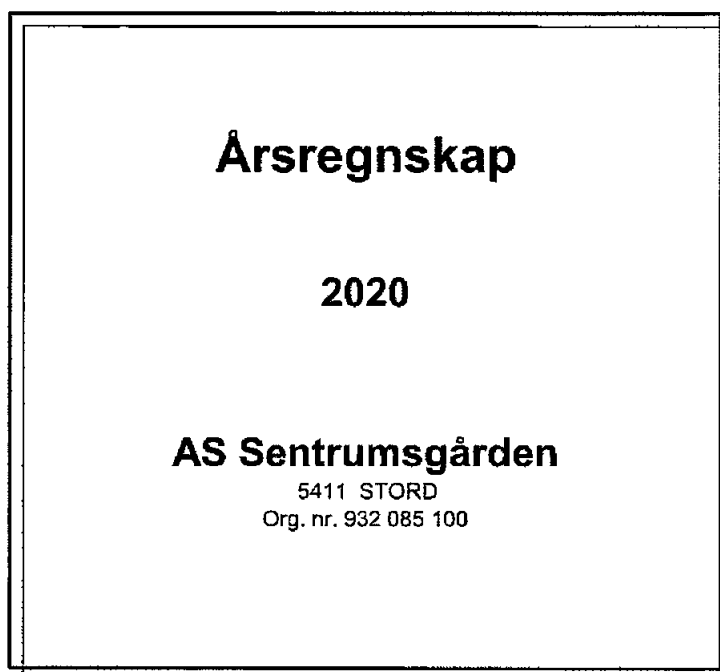 Årsregnskap
2020
AS Sentrumsgården
5411 STORD
Org. nr. 932 085 100